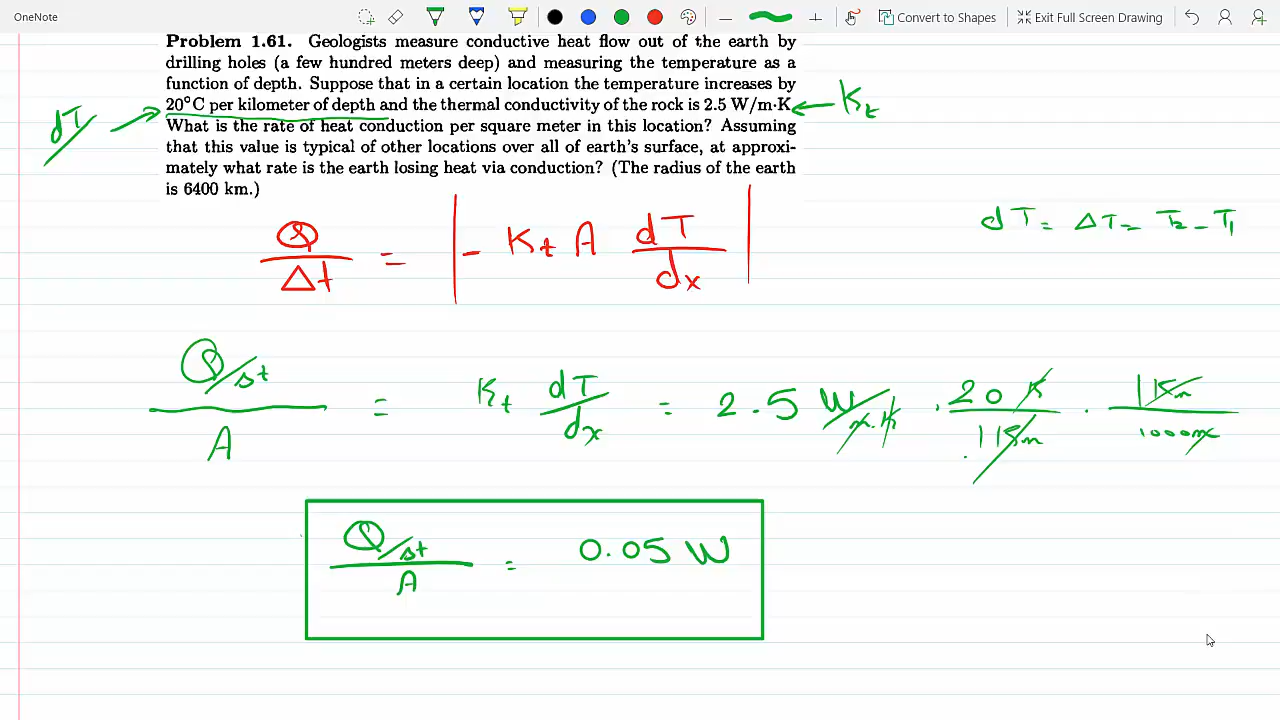 OneNote
Convert to Shapes
Exit Full Screen Drawing
Problem 1.61. Geologists measure conductive heat flow out of the earth by
drilling holes (a few hundred meters deep) and measuring the temperature as a
function of depth. Suppose that in a certain location the temperature increases by
20°C per kilometer of depth and the thermal conductivity of the rock is 2.5 W/m·K.
What is the rate of heat conduction per square meter in this location? Assuming
that this value is typical of other locations over all of earth's surface, at approxi-
mately what rate is the earth losing heat via conduction? (The radius of the earth
is 6400 km.)
dT
Kt
dT = ΔT = T2 - T1
Q/Δt = |- Kt A dT/dx|
(Q/Δt)/A = Kt dT/dx = 2.5 W/m.K · 20 K/1 km · 1 km/1000 m
(Q/Δt)/A = 0.05 W